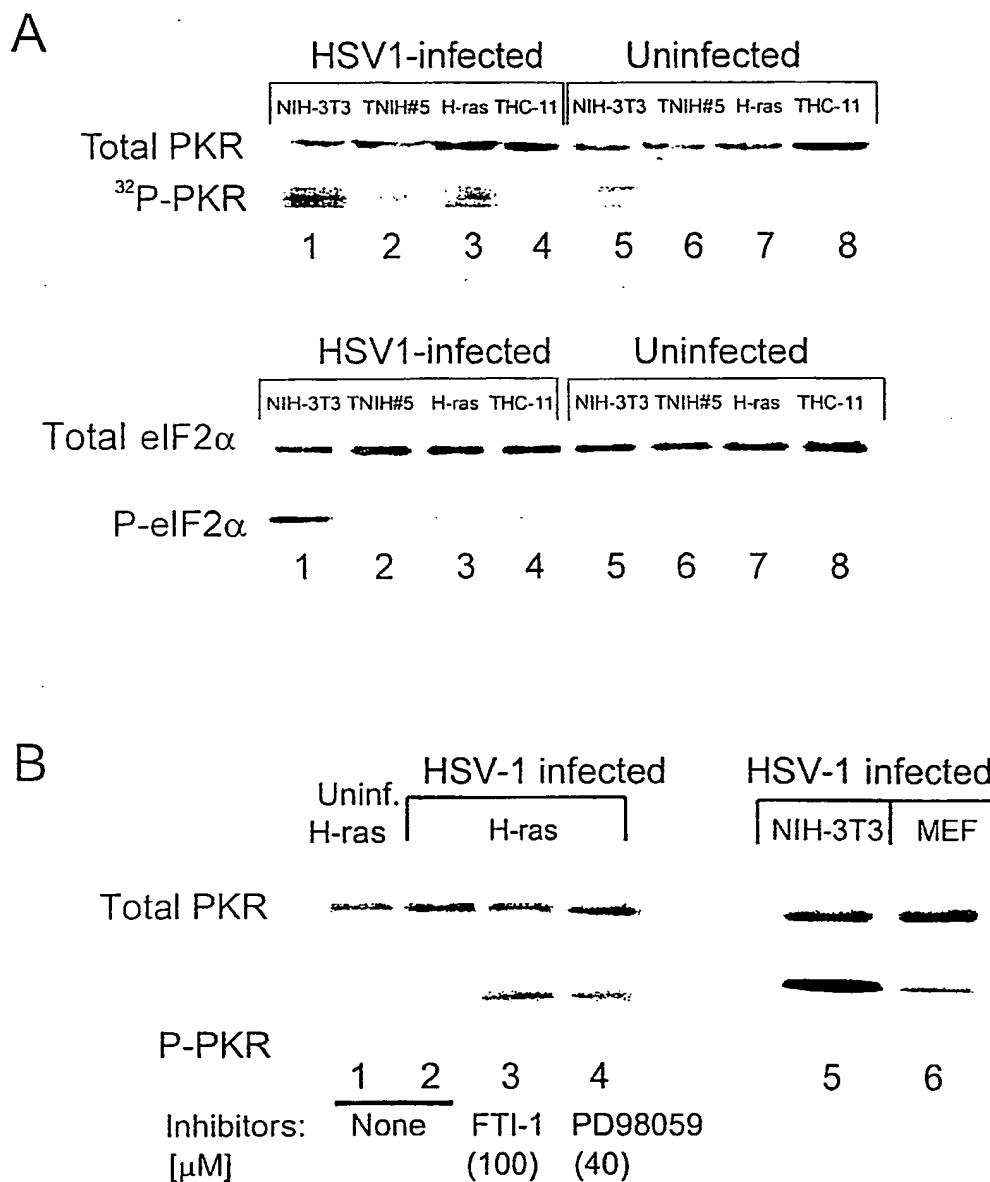 A
HSV1-infected Uninfected
NIH-3T3 TNIH#5 H-ras THC-11 NIH-3T3 TNIH#5 H-ras THC-11
Total PKR
32P-PKR
1 2 3 4 5 6 7 8
HSV1-infected Uninfected
NIH-3T3 TNIH#5 H-ras THC-11 NIH-3T3 TNIH#5 H-ras THC-11
Total eIF2α
P-eIF2α
1 2 3 4 5 6 7 8
B
HSV-1 infected HSV-1 infected
Uninf.
H-ras H-ras NIH-3T3 MEF
Total PKR
P-PKR
1 2 3 4 5 6
Inhibitors: None FTI-1 PD98059
[μM] (100) (40)